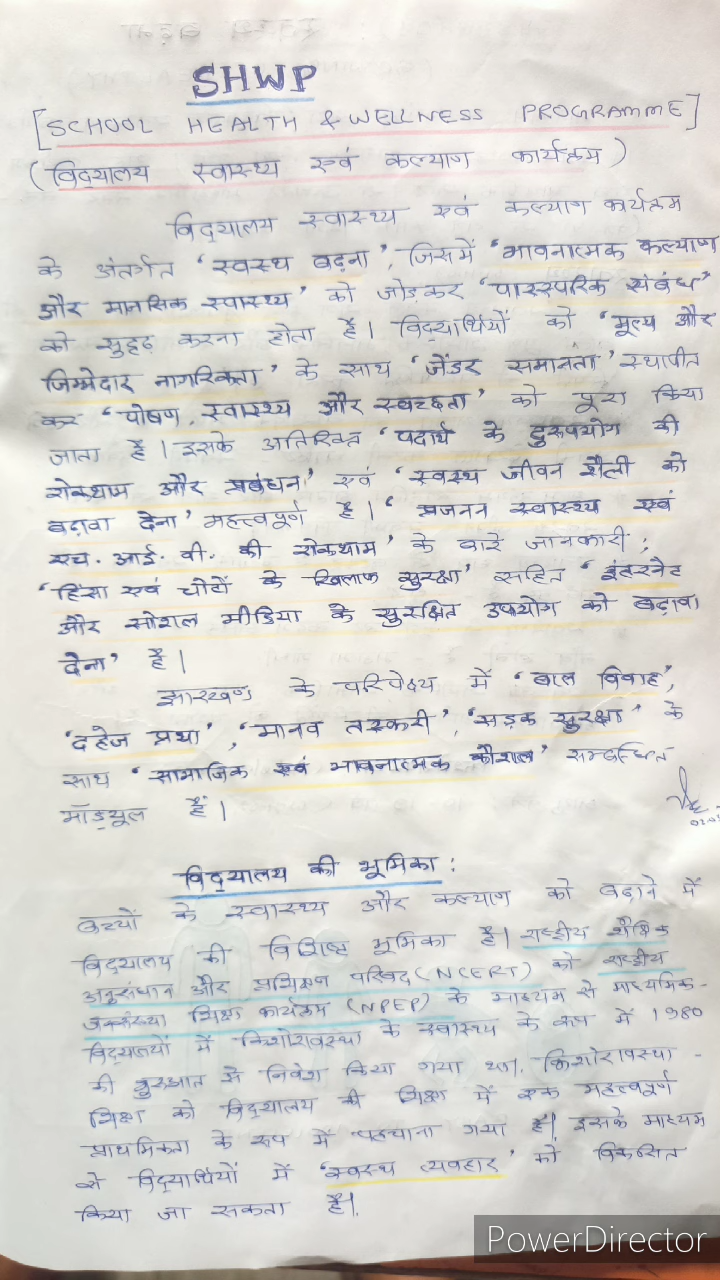 SHWP
[SCHOOL HEALTH & WELLNESS PROGRAMME]
(विद्यालय स्वास्थ्य एवं कल्याण कार्यक्रम)
विद्यालय स्वास्थ्य एवं कल्याण कार्यक्रम
के अंतर्गत 'स्वस्थ बढ़ना', जिसमें 'भावनात्मक कल्याण
और मानसिक स्वास्थ्य' को जोड़कर 'पारस्परिक संबंध'
को सुदृढ़ करना होता है। विद्यार्थियों को 'मूल्य और
जिम्मेदार नागरिकता' के साथ 'जेंडर समानता' स्थापीत
कर 'पोषण, स्वास्थ्य और स्वच्छता' को पूरा किया
जाता है। इसके अतिरिक्त 'पदार्थ के दुरुपयोग की
रोकथाम और प्रबंधन' एवं 'स्वस्थ जीवन शैली को
बढ़ावा देना' महत्त्वपूर्ण है। 'प्रजनन स्वास्थ्य एवं
एच. आई. वी. की रोकथाम' के बारे जानकारी;
'हिंसा एवं चोटों के खिलाफ सुरक्षा' सहित 'इंटरनेट
और सोशल मीडिया के सुरक्षित उपयोग को बढ़ावा
देना' है।
झारखण्ड के परिपेक्ष्य में 'बाल विवाह',
'दहेज प्रथा', 'मानव तस्करी', 'सड़क सुरक्षा' के
साथ 'सामाजिक एवं भावनात्मक कौशल' सम्बन्धित
मॉड्यूल हैं।
विद्यालय की भूमिका:
बच्चों के स्वास्थ्य और कल्याण को बढ़ाने में
विद्यालय की विशिष्ट भूमिका है। राष्ट्रीय शैक्षिक
अनुसंधान और प्रशिक्षण परिषद (NCERT) को राष्ट्रीय
जनसंख्या शिक्षा कार्यक्रम (NPEP) के माध्यम से माध्यमिक-
विद्यालयों में किशोरावस्था के स्वास्थ्य के रूप में 1980
की शुरुआत में निवेश किया गया था। किशोरावस्था -
शिक्षा को विद्यालय की शिक्षा में एक महत्वपूर्ण
प्राथमिकता के रूप में पहचाना गया है। इसके माध्यम
से विद्यार्थियों में 'स्वस्थ व्यवहार' को विकसित
किया जा सकता है।
PowerDirector